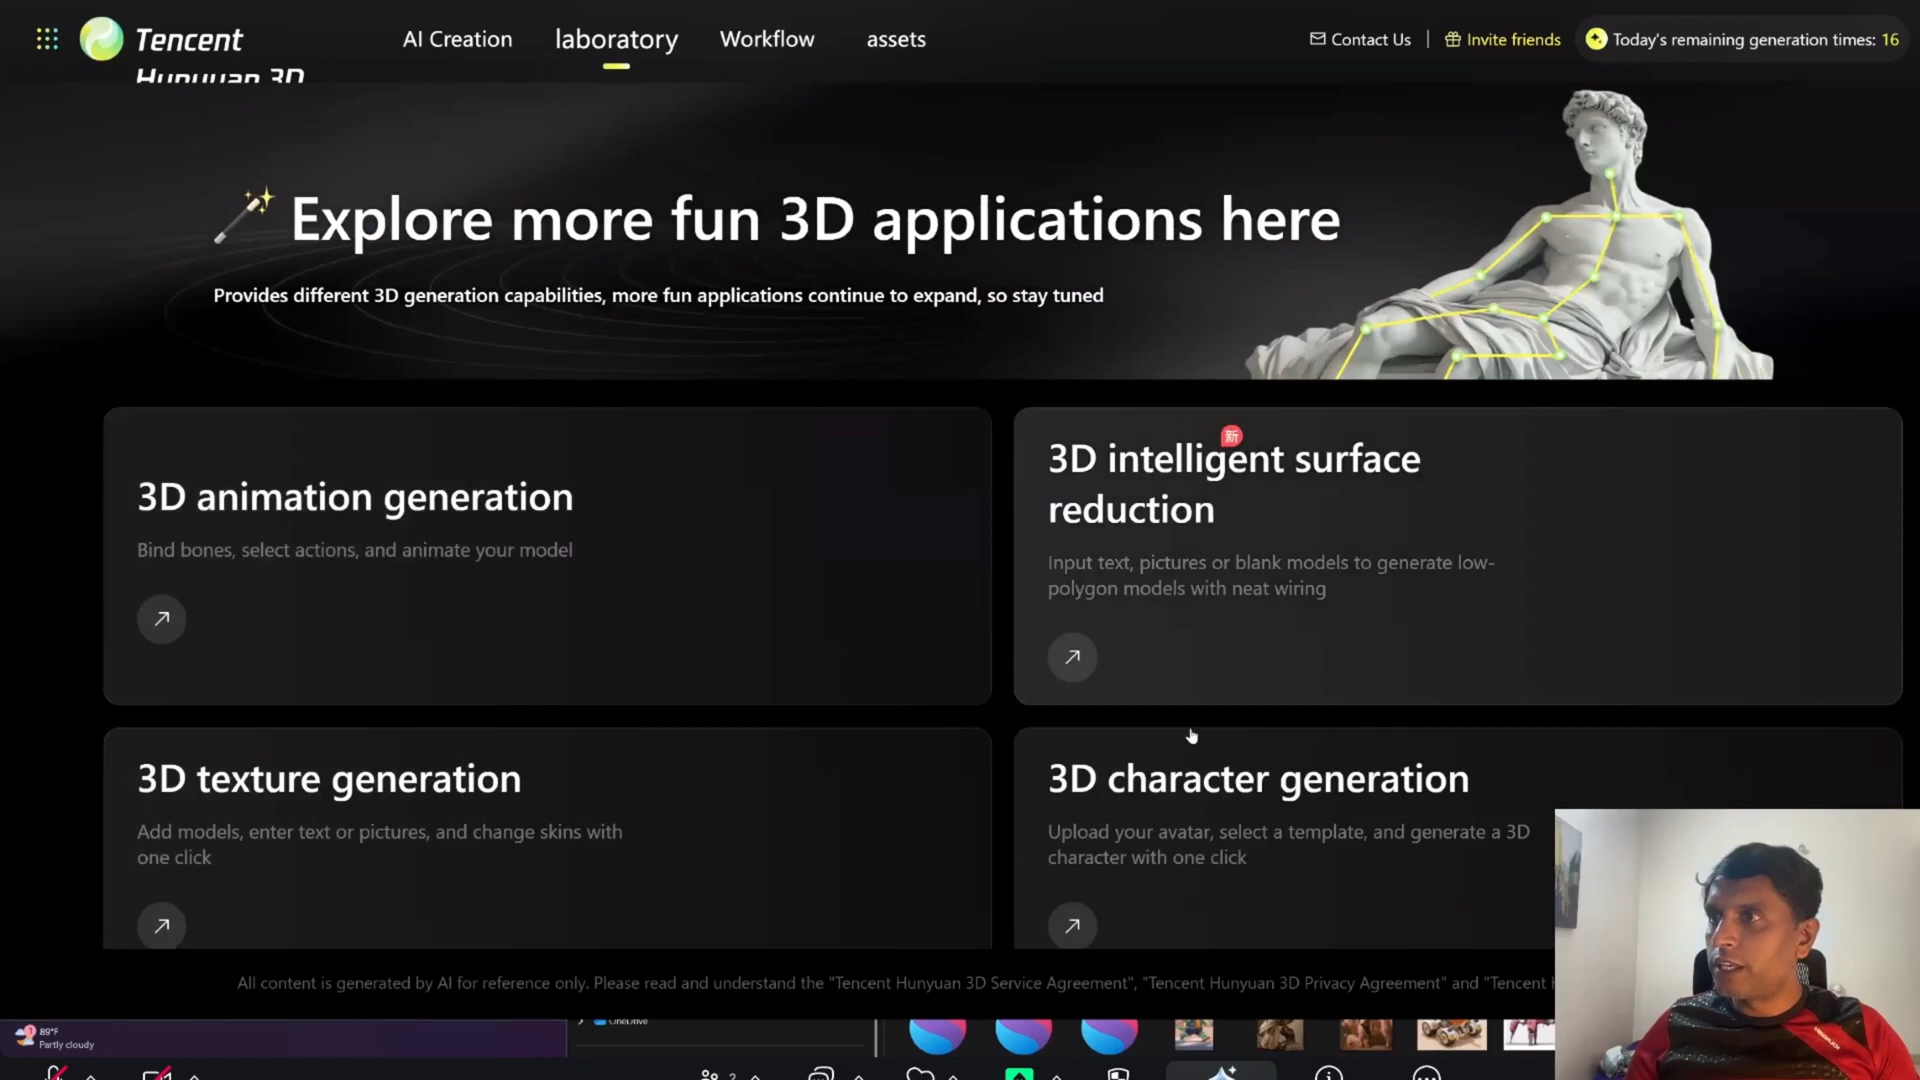 Tencent
Hunyuan 3D
AI Creation
laboratory
Workflow
assets
Contact Us
Invite friends
Today's remaining generation times: 16
Explore more fun 3D applications here
Provides different 3D generation capabilities, more fun applications continue to expand, so stay tuned
3D animation generation
Bind bones, select actions, and animate your model
新
3D intelligent surface
reduction
Input text, pictures or blank models to generate low-
polygon models with neat wiring
3D texture generation
Add models, enter text or pictures, and change skins with
one click
3D character generation
Upload your avatar, select a template, and generate a 3D
character with one click
All content is generated by AI for reference only. Please read and understand the "Tencent Hunyuan 3D Service Agreement", "Tencent Hunyuan 3D Privacy Agreement" and "Tencent H
1
89°F
Partly cloudy
OneDrive
2